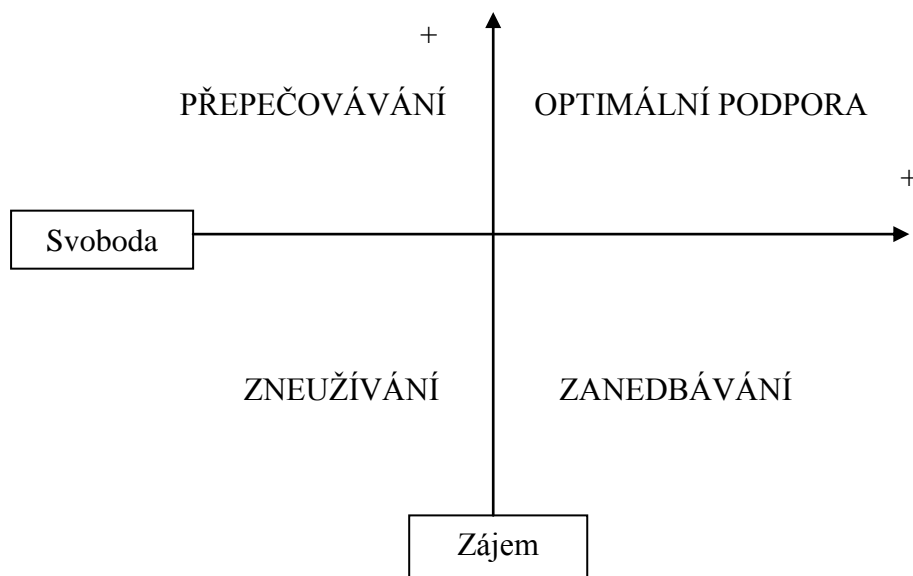 +
PŘEPEČOVÁVÁNÍ OPTIMÁLNÍ PODPORA
+
Svoboda
ZNEUŽÍVÁNÍ ZANEDBÁVÁNÍ
Zájem